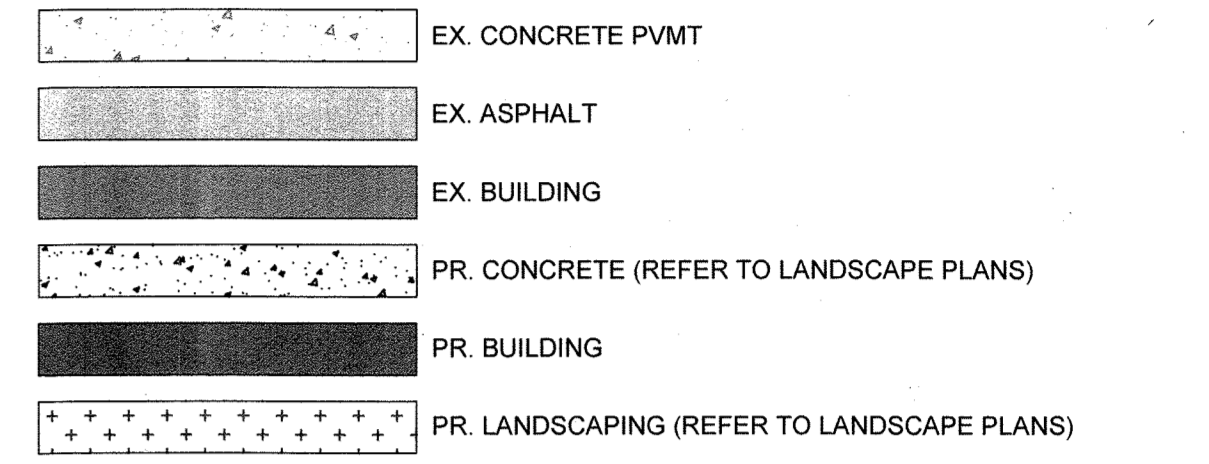 EX. CONCRETE PVMT
EX. ASPHALT
EX. BUILDING
PR. CONCRETE (REFER TO LANDSCAPE PLANS)
PR. BUILDING
PR. LANDSCAPING (REFER TO LANDSCAPE PLANS)